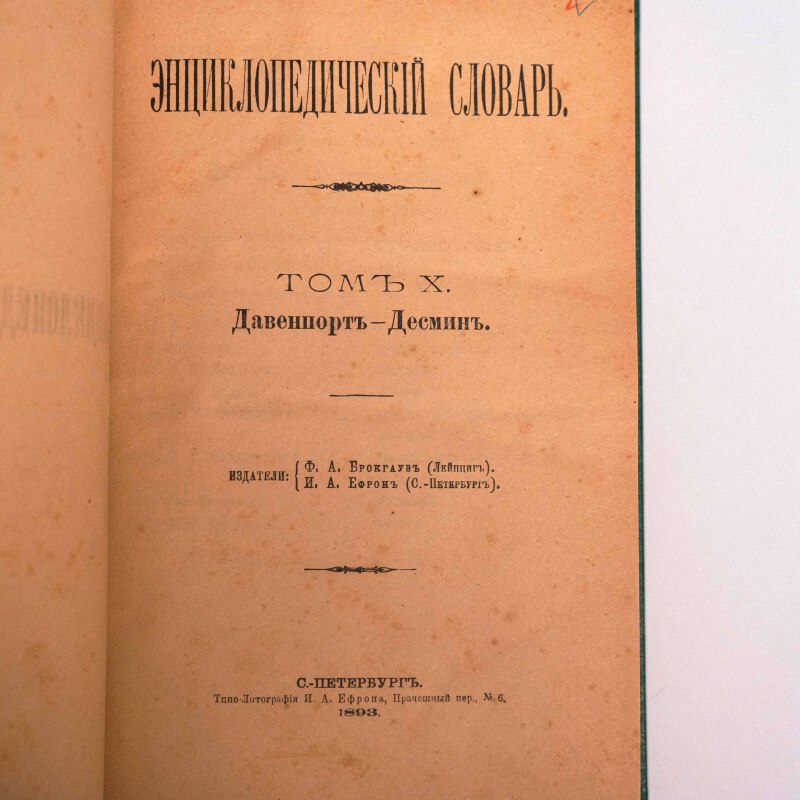 ЭНЦИКЛОПЕДИЧЕСКІЙ СЛОВАРЬ.
ТОМЪ X.
Давенпортъ—Десминъ.
ИЗДАТЕЛИ: { Ф. А. Брокгаузъ (Лейпцигъ).
И. А. Ефронъ (С.-Петербургъ).
С.-ПЕТЕРБУРГЪ.
Типо-Литографія И. А. Ефрона, Прачешный пер., № 6.
1893.